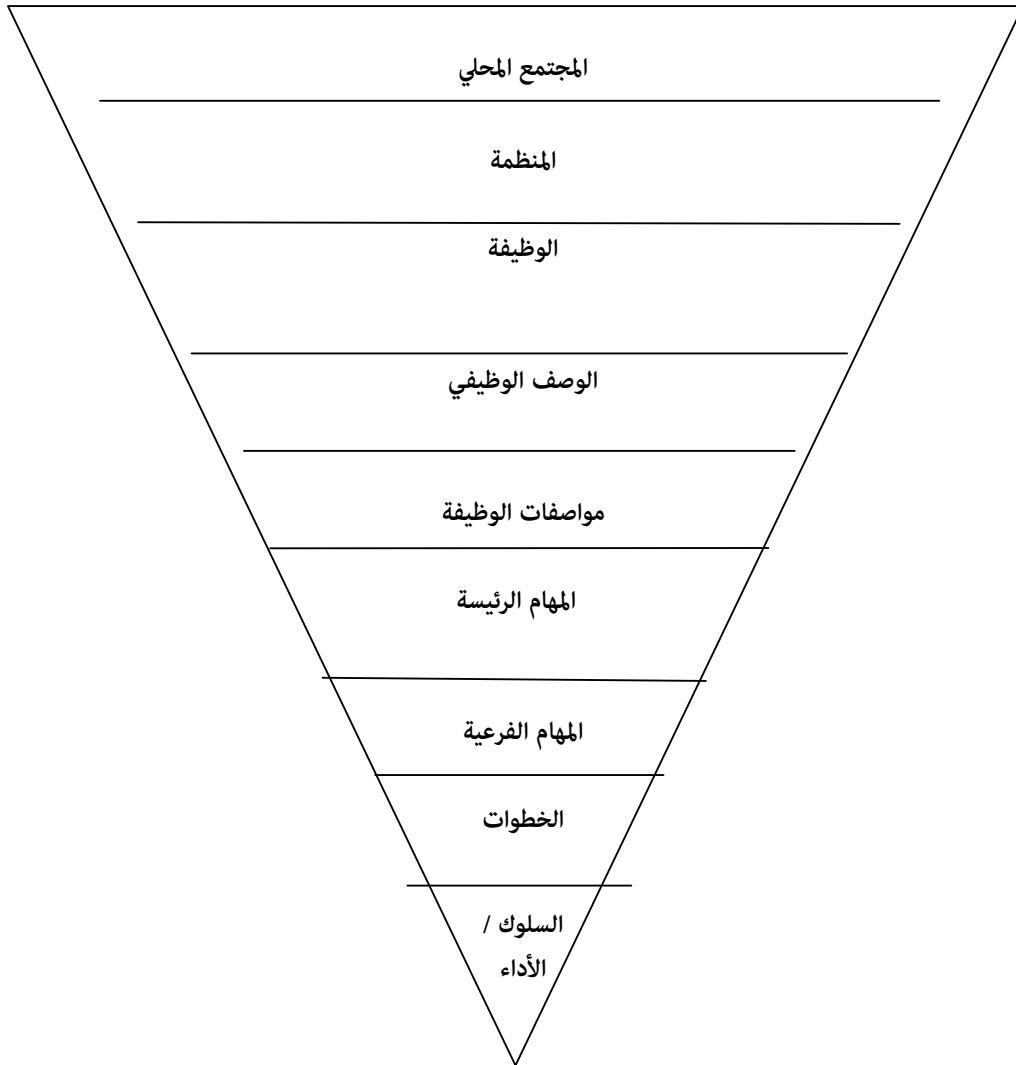 المجتمع المحلي
المنظمة
الوظيفة
الوصف الوظيفي
مواصفات الوظيفة
المهام الرئيسة
المهام الفرعية
الخطوات
السلوك /
الأداء